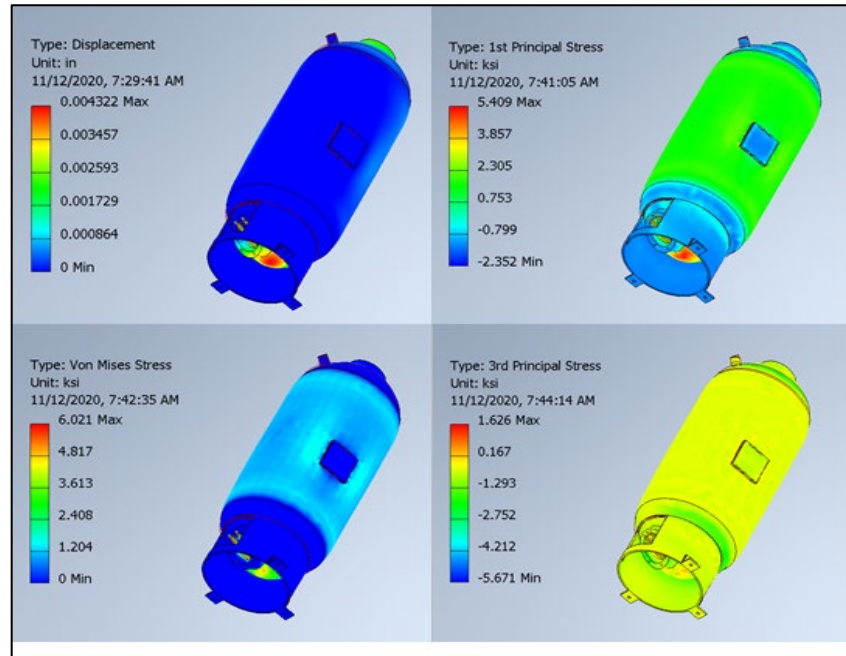 Type: Displacement
Unit: in
11/12/2020, 7:29:41 AM
0.004322 Max
0.003457
0.002593
0.001729
0.000864
0 Min
Type: 1st Principal Stress
Unit: ksi
11/12/2020, 7:41:05 AM
5.409 Max
3.857
2.305
0.753
-0.799
-2.352 Min
Type: Von Mises Stress
Unit: ksi
11/12/2020, 7:42:35 AM
6.021 Max
4.817
3.613
2.408
1.204
0 Min
Type: 3rd Principal Stress
Unit: ksi
11/12/2020, 7:44:14 AM
1.626 Max
0.167
-1.293
-2.752
-4.212
-5.671 Min